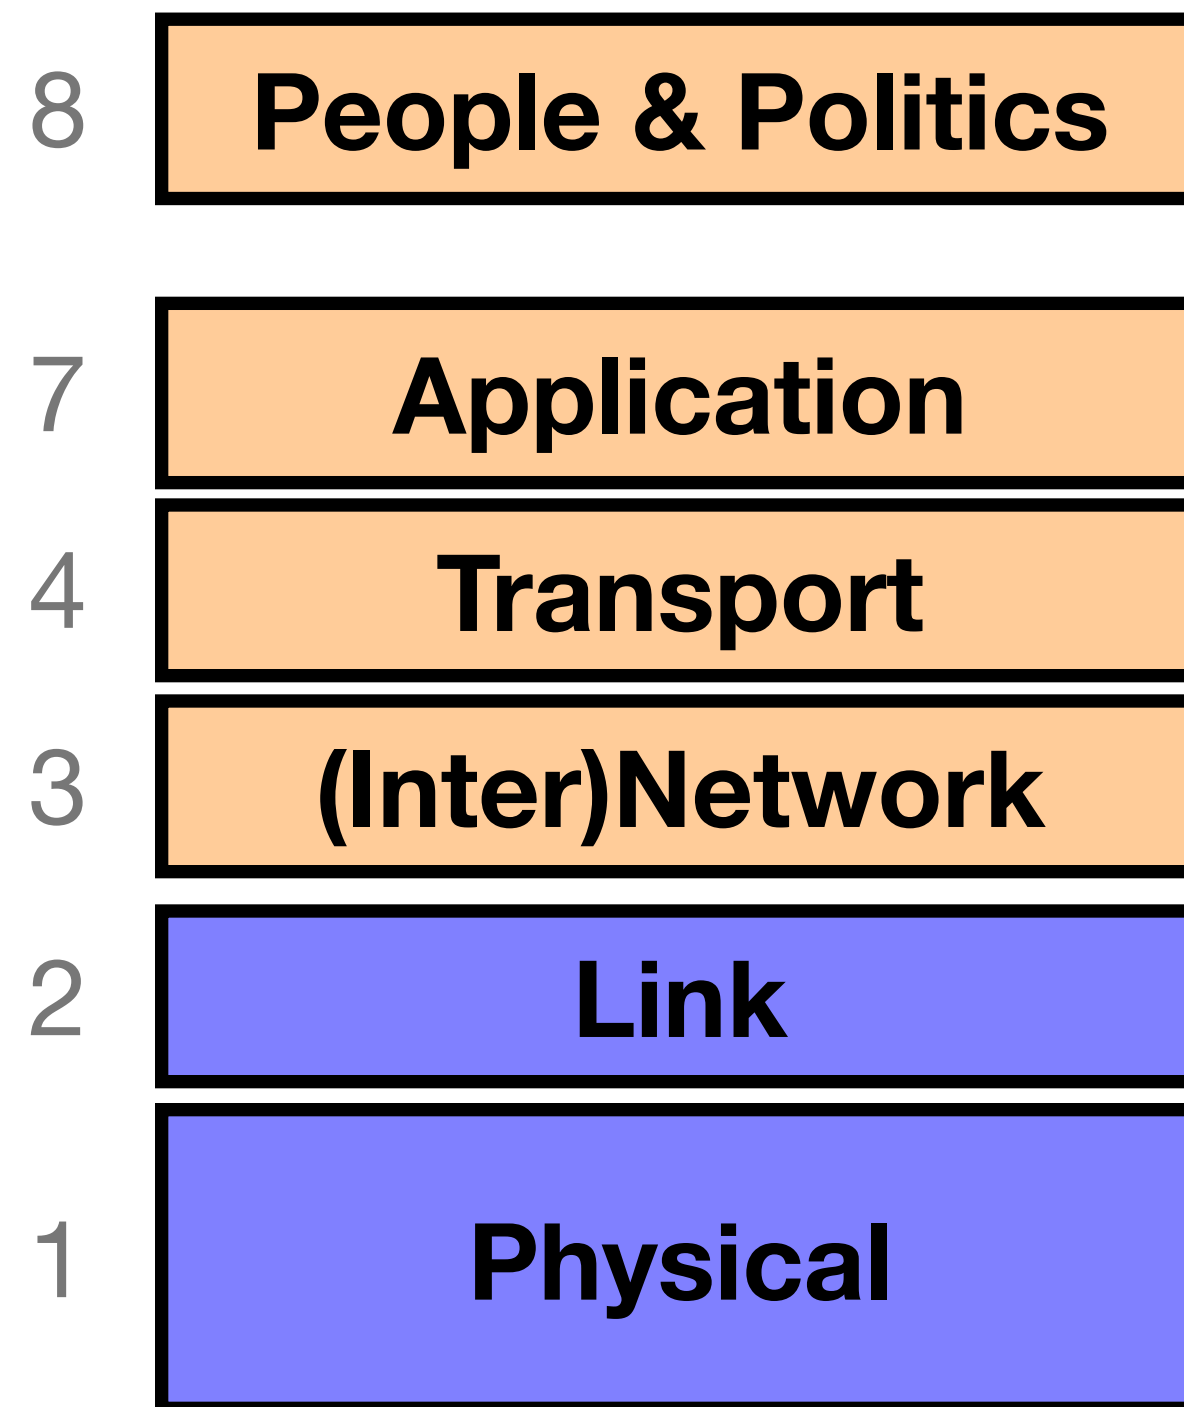 8 People & Politics
7 Application
4 Transport
3 (Inter)Network
2 Link
1 Physical